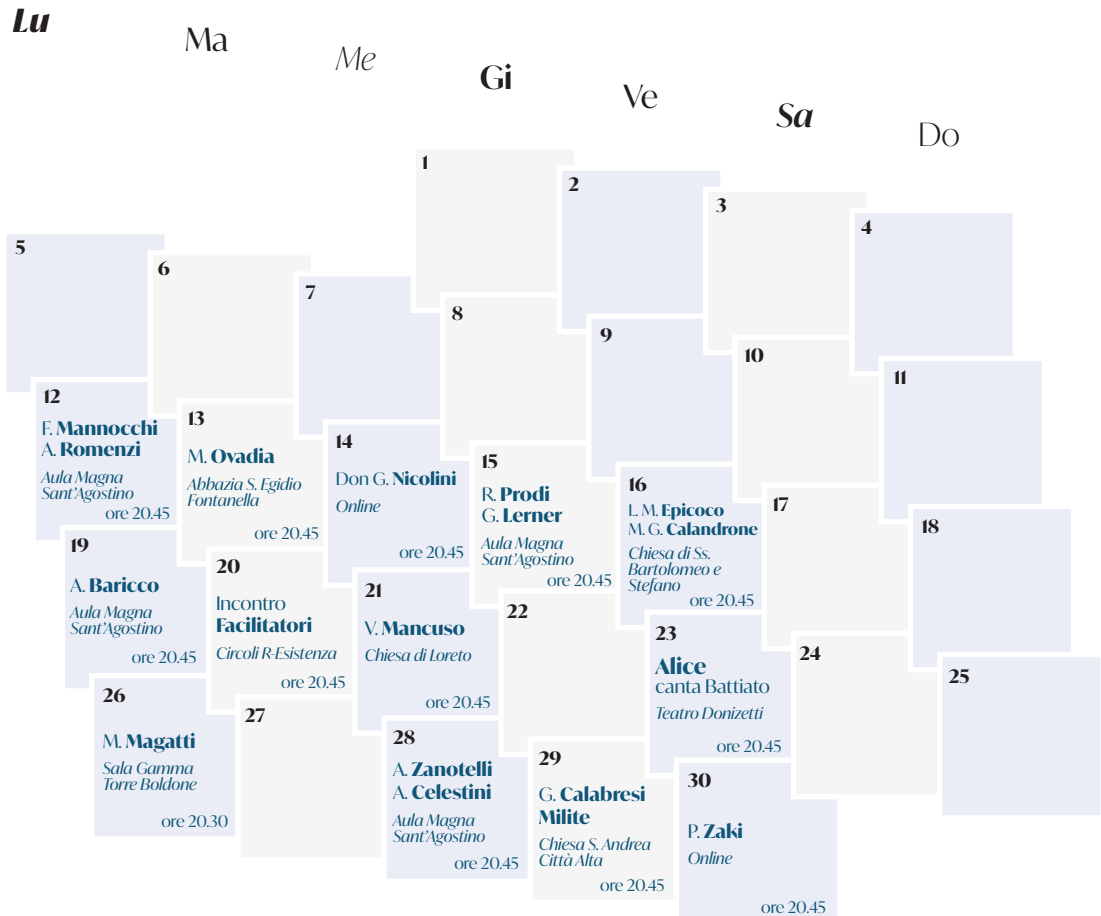 Lu
Ma
Me
Gi
Ve
Sa
Do
1
2
3
4
5
6
7
8
9
10
11
12
F. Mannocchi
A. Romenzi
Aula Magna
Sant'Agostino
ore 20.45
13
M. Ovadia
Abbazia S. Egidio
Fontanella
ore 20.45
14
Don G. Nicolini
Online
ore 20.45
15
R. Prodi
G. Lerner
Aula Magna
Sant'Agostino
ore 20.45
16
L. M. Epicoco
M. G. Calandrone
Chiesa di Ss.
Bartolomeo e
Stefano
ore 20.45
17
18
19
A. Baricco
Aula Magna
Sant'Agostino
ore 20.45
20
Incontro
Facilitatori
Circoli R-Esistenza
ore 20.45
21
V. Mancuso
Chiesa di Loreto
ore 20.45
22
23
Alice
canta Battiato
Teatro Donizetti
ore 20.45
24
25
26
M. Magatti
Sala Gamma
Torre Boldone
ore 20.30
27
28
A. Zanotelli
A. Celestini
Aula Magna
Sant'Agostino
ore 20.45
29
G. Calabresi
Milite
Chiesa S. Andrea
Città Alta
ore 20.45
30
P. Zaki
Online
ore 20.45